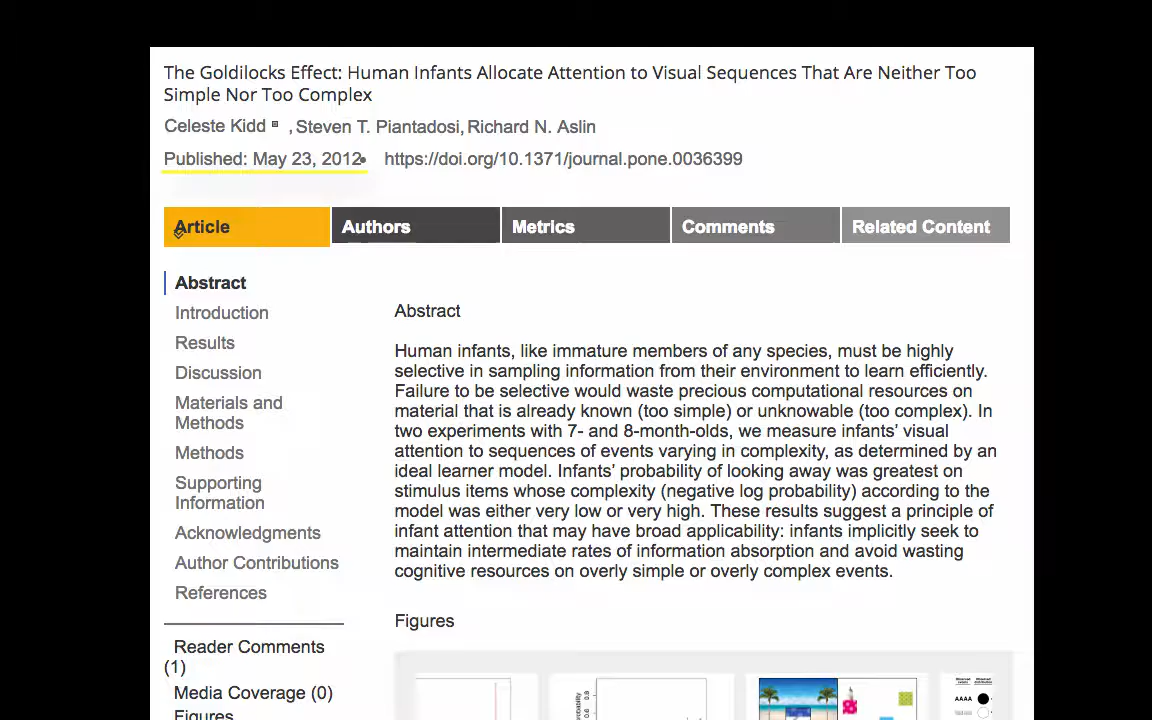 The Goldilocks Effect: Human Infants Allocate Attention to Visual Sequences That Are Neither Too
Simple Nor Too Complex
Celeste Kidd , Steven T. Piantadosi, Richard N. Aslin
Published: May 23, 2012• https://doi.org/10.1371/journal.pone.0036399
Article Authors Metrics Comments Related Content
Abstract
Introduction
Results
Discussion
Materials and
Methods
Methods
Supporting
Information
Acknowledgments
Author Contributions
References
Reader Comments
(1)
Media Coverage (0)
Figures
Abstract
Human infants, like immature members of any species, must be highly
selective in sampling information from their environment to learn efficiently.
Failure to be selective would waste precious computational resources on
material that is already known (too simple) or unknowable (too complex). In
two experiments with 7- and 8-month-olds, we measure infants' visual
attention to sequences of events varying in complexity, as determined by an
ideal learner model. Infants' probability of looking away was greatest on
stimulus items whose complexity (negative log probability) according to the
model was either very low or very high. These results suggest a principle of
infant attention that may have broad applicability: infants implicitly seek to
maintain intermediate rates of information absorption and avoid wasting
cognitive resources on overly simple or overly complex events.
Figures
AAAA